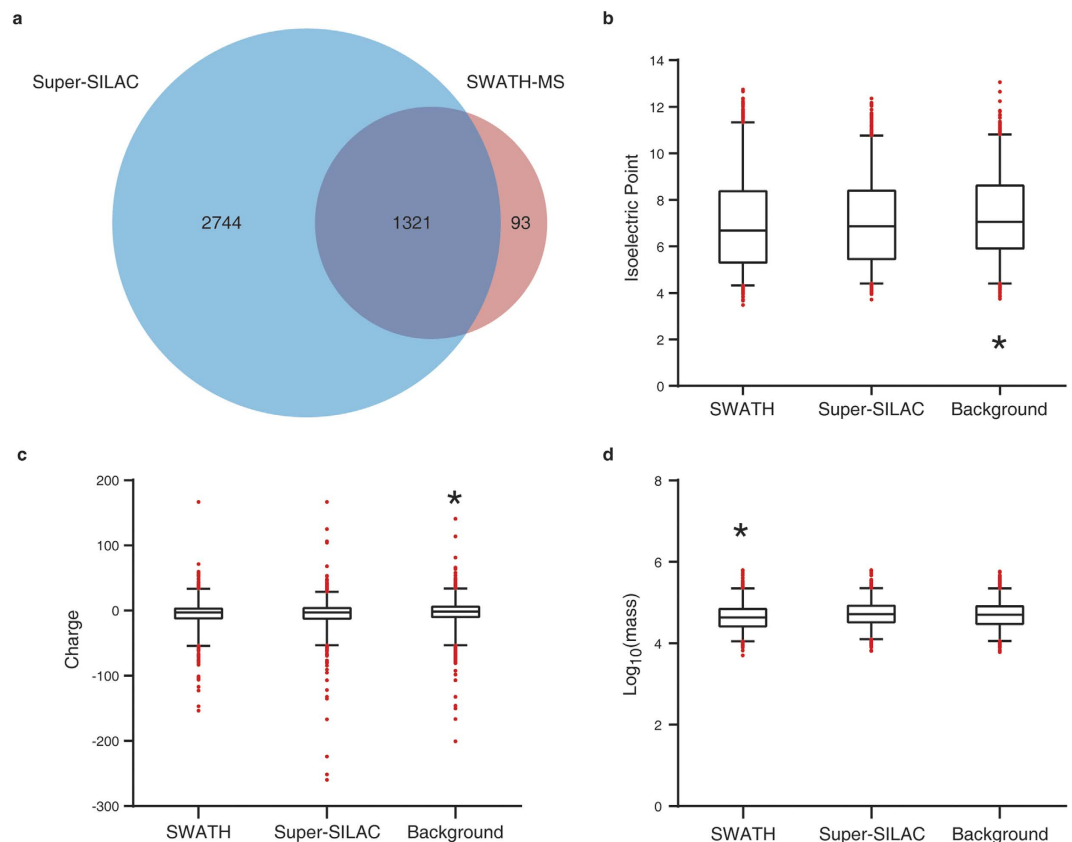 a
Super-SILAC
SWATH-MS
2744
1321
93
b
Isoelectric Point
14
12
10
8
6
4
2
0
*
SWATH
Super-SILAC
Background
c
Charge
200
100
0
-100
-200
-300
*
SWATH
Super-SILAC
Background
d
Log10(mass)
8
6
4
2
0
*
SWATH
Super-SILAC
Background